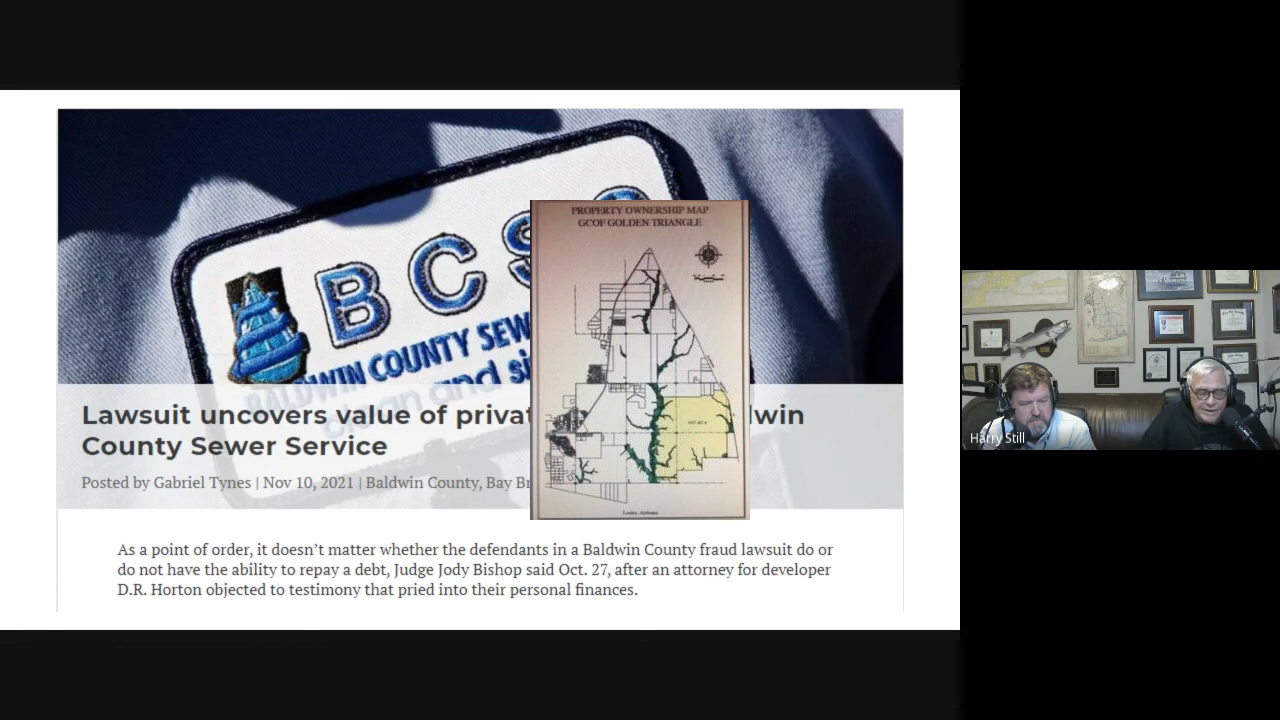 BCS
BALDWIN COUNTY SEW
PROPERTY OWNERSHIP MAP
GCOF GOLDEN TRIANGLE
Lawsuit uncovers value of privat dwin
County Sewer Service
Posted by Gabriel Tynes | Nov 10, 2021 | Baldwin County, Bay Br
Loxley, Alabama
As a point of order, it doesn’t matter whether the defendants in a Baldwin County fraud lawsuit do or
do not have the ability to repay a debt, Judge Jody Bishop said Oct. 27, after an attorney for developer
D.R. Horton objected to testimony that pried into their personal finances.
Harry Still